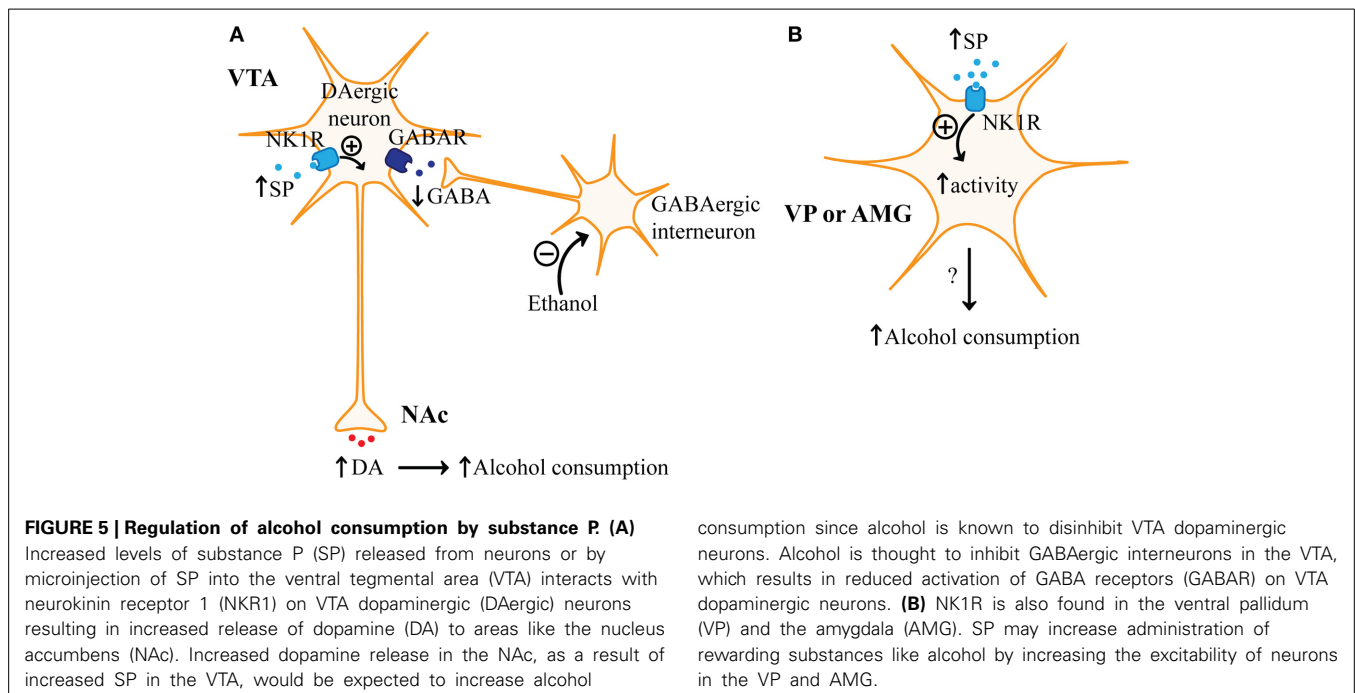 A
VTA
DAergic
neuron
NK1R
+
GABAR
↑SP
↓GABA
GABAergic
interneuron
−
Ethanol
NAc
↑DA → ↑Alcohol consumption
B
↑SP
NK1R
+
↑activity
VP or AMG
?
↑Alcohol consumption
FIGURE 5 | Regulation of alcohol consumption by substance P. (A)
Increased levels of substance P (SP) released from neurons or by
microinjection of SP into the ventral tegmental area (VTA) interacts with
neurokinin receptor 1 (NKR1) on VTA dopaminergic (DAergic) neurons
resulting in increased release of dopamine (DA) to areas like the nucleus
accumbens (NAc). Increased dopamine release in the NAc, as a result of
increased SP in the VTA, would be expected to increase alcohol
consumption since alcohol is known to disinhibit VTA dopaminergic
neurons. Alcohol is thought to inhibit GABAergic interneurons in the VTA,
which results in reduced activation of GABA receptors (GABAR) on VTA
dopaminergic neurons. (B) NK1R is also found in the ventral pallidum
(VP) and the amygdala (AMG). SP may increase administration of
rewarding substances like alcohol by increasing the excitability of neurons
in the VP and AMG.